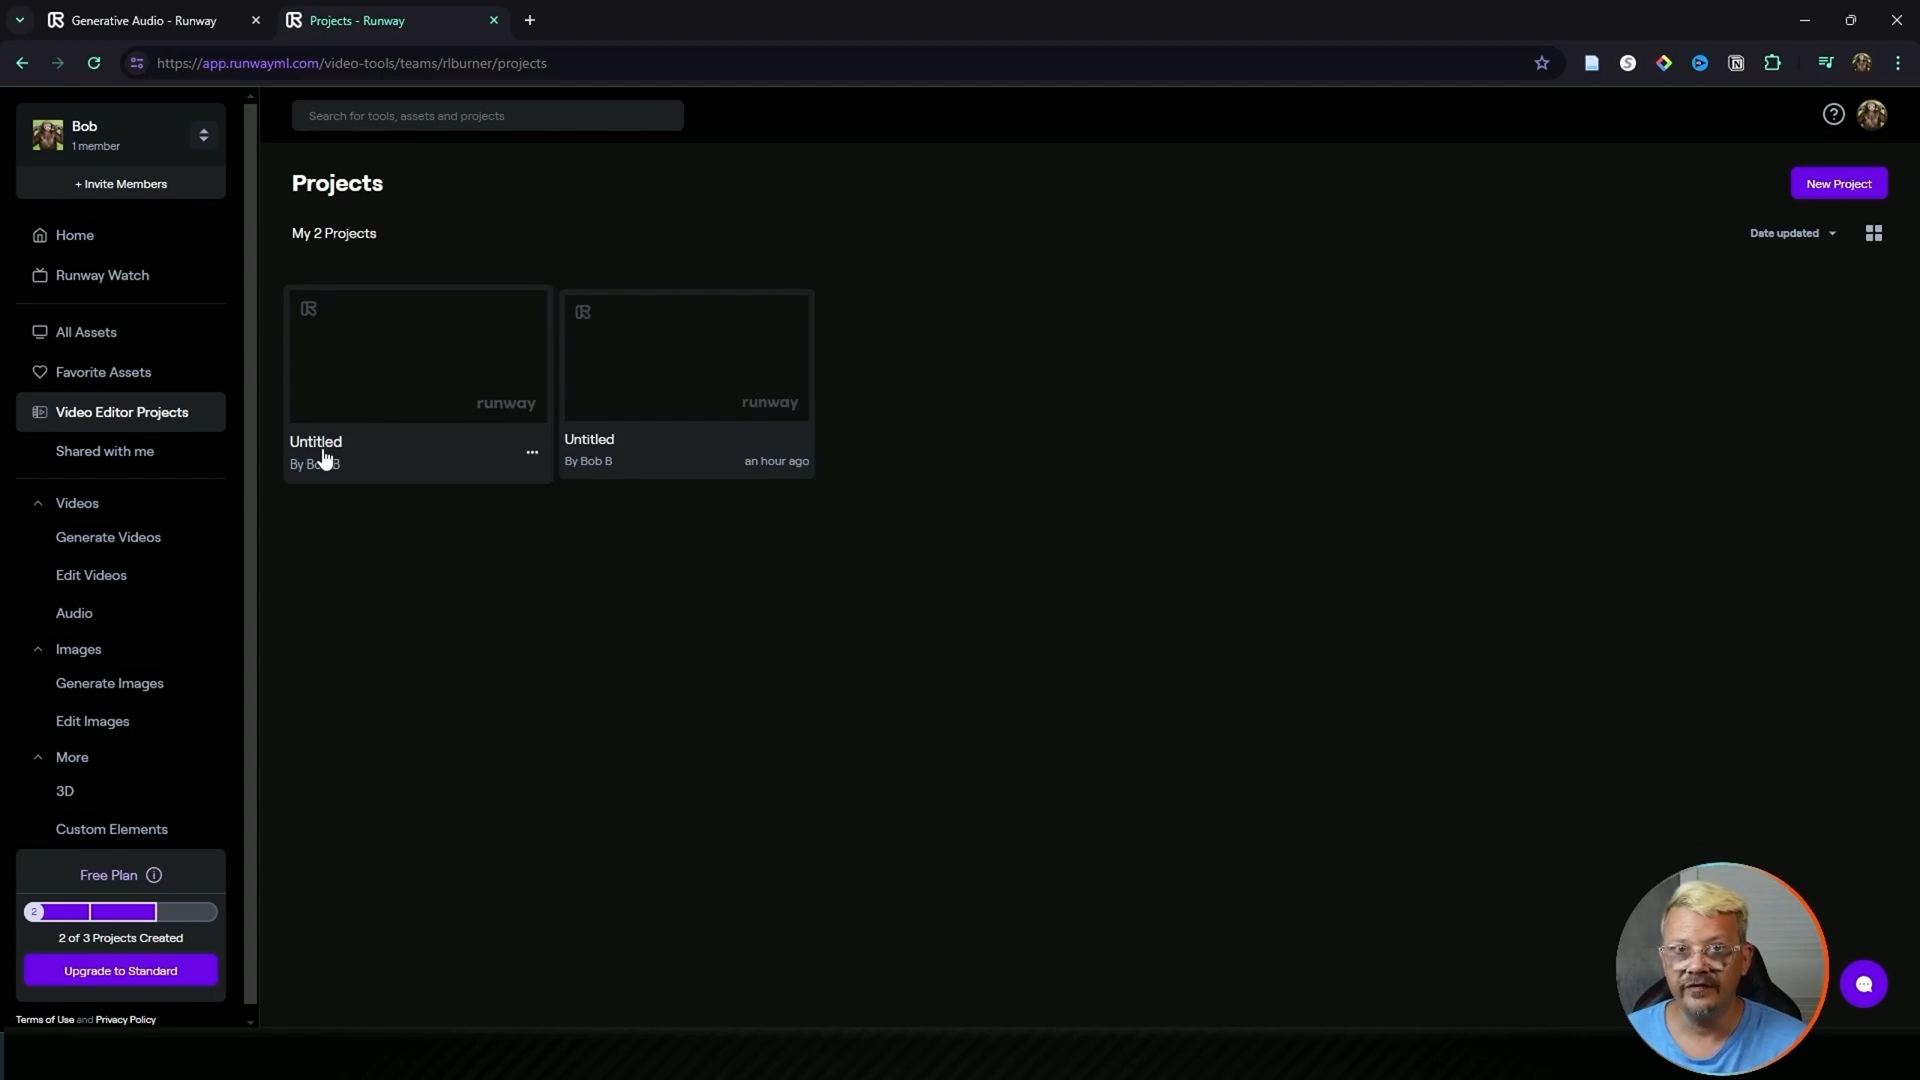 Generative Audio - Runway
Projects - Runway
https://app.runwayml.com/video-tools/teams/rlburner/projects
Bob
1 member
+ Invite Members
Search for tools, assets and projects
Home
Runway Watch
All Assets
Favorite Assets
Video Editor Projects
Shared with me
Videos
Generate Videos
Edit Videos
Audio
Images
Generate Images
Edit Images
More
3D
Custom Elements
Free Plan
2
2 of 3 Projects Created
Upgrade to Standard
Terms of Use and Privacy Policy
Projects
New Project
My 2 Projects
Date updated
runway
Untitled
runway
Untitled
By Bob B
an hour ago